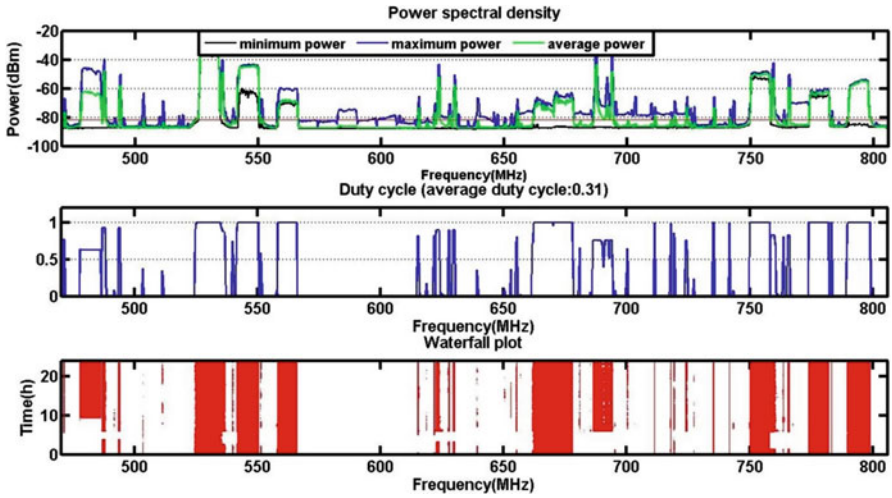 Power spectral density
minimum power maximum power average power
Power(dBm)
-20
-40
-60
-80
-100
500 550 600 650 700 750 800
Frequency(MHz)
Duty cycle (average duty cycle:0.31)
1
0.5
0
500 550 600 650 700 750 800
Frequency(MHz)
Waterfall plot
Time(h)
20
10
0
500 550 600 650 700 750 800
Frequency(MHz)